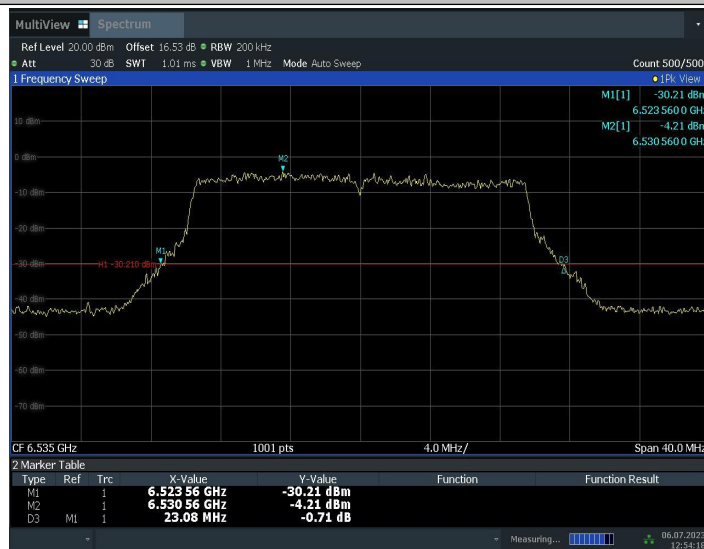 MultiView Spectrum
Ref Level 20.00 dBm Offset 16.53 dB RBW 200 kHz
Att 30 dB SWT 1.01 ms VBW 1 MHz Mode Auto Sweep Count 500/500
1 Frequency Sweep 1Pk View
M1[1] -30.21 dBm
6.523 560 0 GHz
M2[1] -4.21 dBm
6.530 560 0 GHz
10 dBm
0 dBm
M2
-10 dBm
-20 dBm
M1
-30 dBm H1 -30.210 dBm D3
-40 dBm
-50 dBm
-60 dBm
-70 dBm
CF 6.535 GHz 1001 pts 4.0 MHz/ Span 40.0 MHz
2 Marker Table
Type Ref Trc X-Value Y-Value Function Function Result
M1 1 6.523 56 GHz -30.21 dBm
M2 1 6.530 56 GHz -4.21 dBm
D3 M1 1 23.08 MHz -0.71 dB
Measuring... 06.07.2023
12:54:18